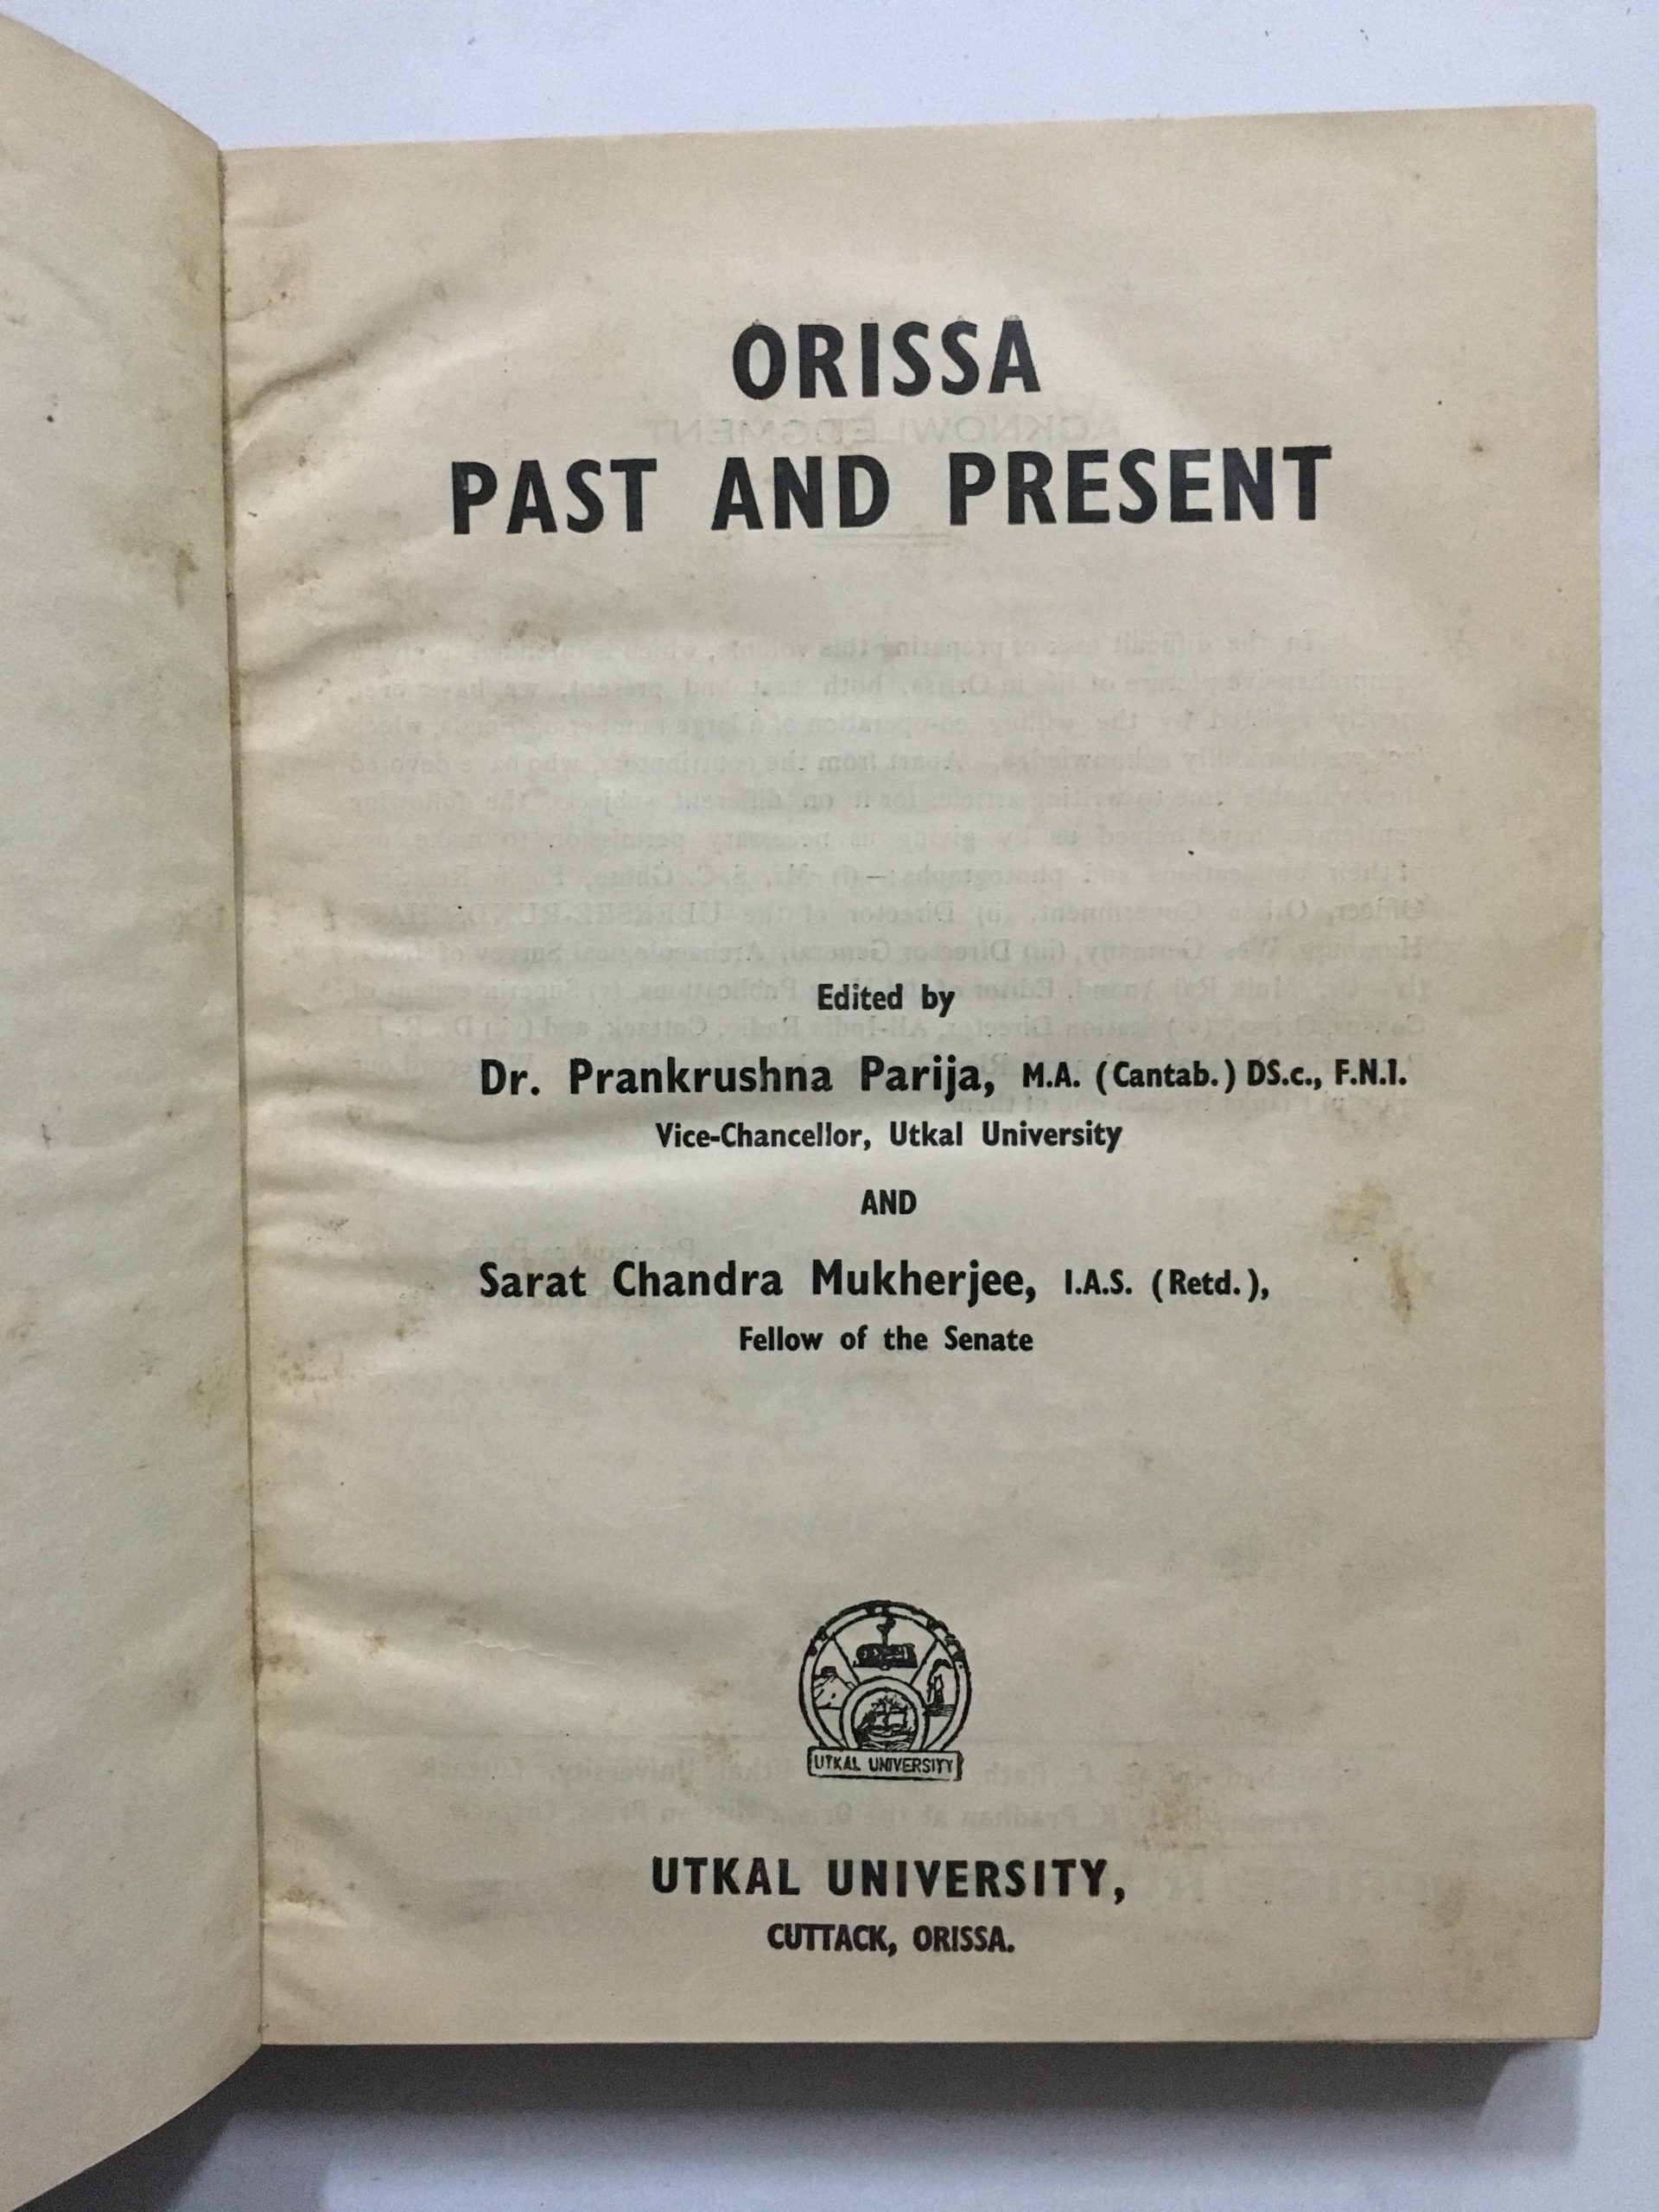 ORISSA
PAST AND PRESENT
Edited by
Dr. Prankrushna Parija, M.A. (Cantab.) DS.c., F.N.I.
Vice-Chancellor, Utkal University
AND
Sarat Chandra Mukherjee, I.A.S. (Retd.),
Fellow of the Senate
UTKAL UNIVERSITY
UTKAL UNIVERSITY,
CUTTACK, ORISSA.